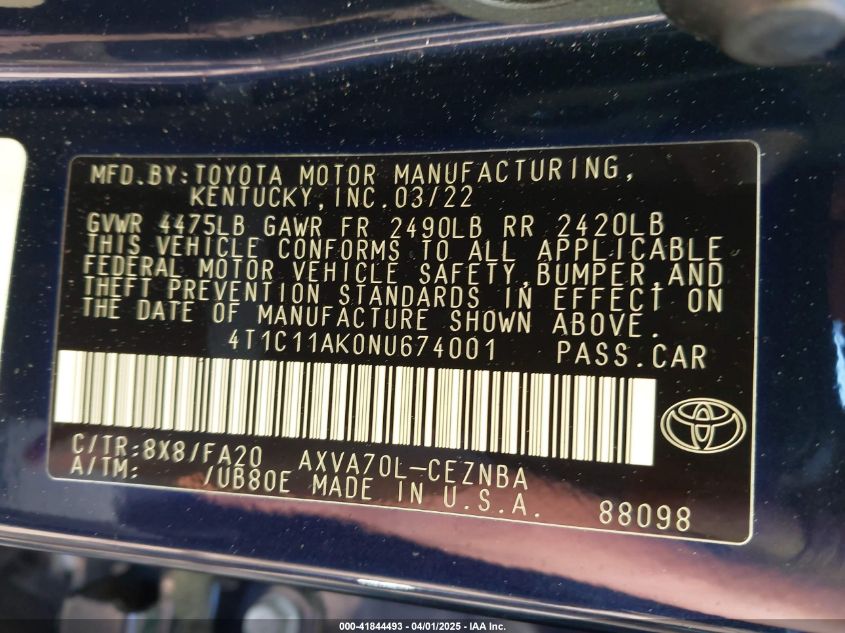 MFD.BY:TOYOTA MOTOR MANUFACTURING,
KENTUCKY,INC.03/22
GVWR 4475LB GAWR FR 2490LB RR 2420LB
THIS VEHICLE CONFORMS TO ALL APPLICABLE
FEDERAL MOTOR VEHICLE SAFETY,BUMPER,AND
THEFT PREVENTION STANDARDS IN EFFECT ON
THE DATE OF MANUFACTURE SHOWN ABOVE.
4T1C11AK0NU674001 PASS.CAR
C/TR:8X8/FA20 AXVA70L-CEZNBA
A/TM: /UB80E MADE IN U.S.A. 88098
000-41844493 - 04/01/2025 - IAA Inc.